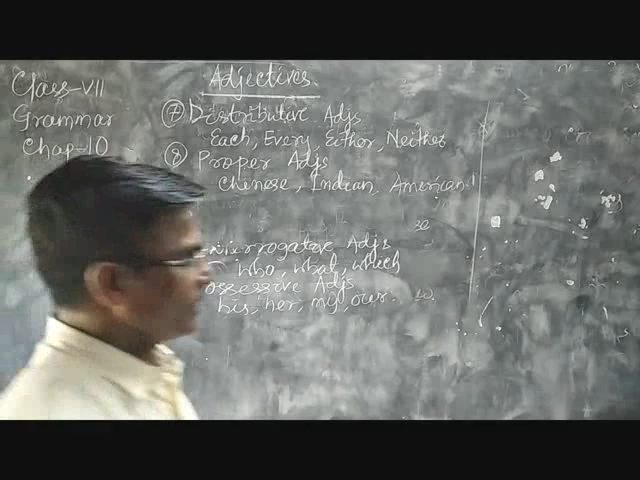 Class-VII
Grammar
Chap-10
Adjectives
⑦ Distributive Adjs
Each, Every, Either, Neither
⑧ Proper Adjs
Chinese, Indian, American
Interrogative Adjs
who, what, which
ossessive Adjs
his, her, my, our.